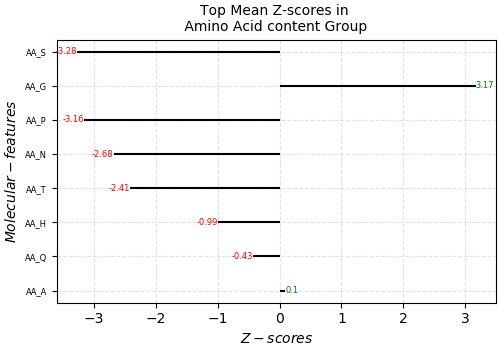 Top Mean Z-scores in
Amino Acid content Group
AA_S
-3.28
AA_G
3.17
AA_P
-3.16
AA_N
-2.68
AA_T
-2.41
AA_H
-0.99
AA_Q
-0.43
AA_A
0.1
Molecular−features
−3 −2 −1 0 1 2 3
Z−scores